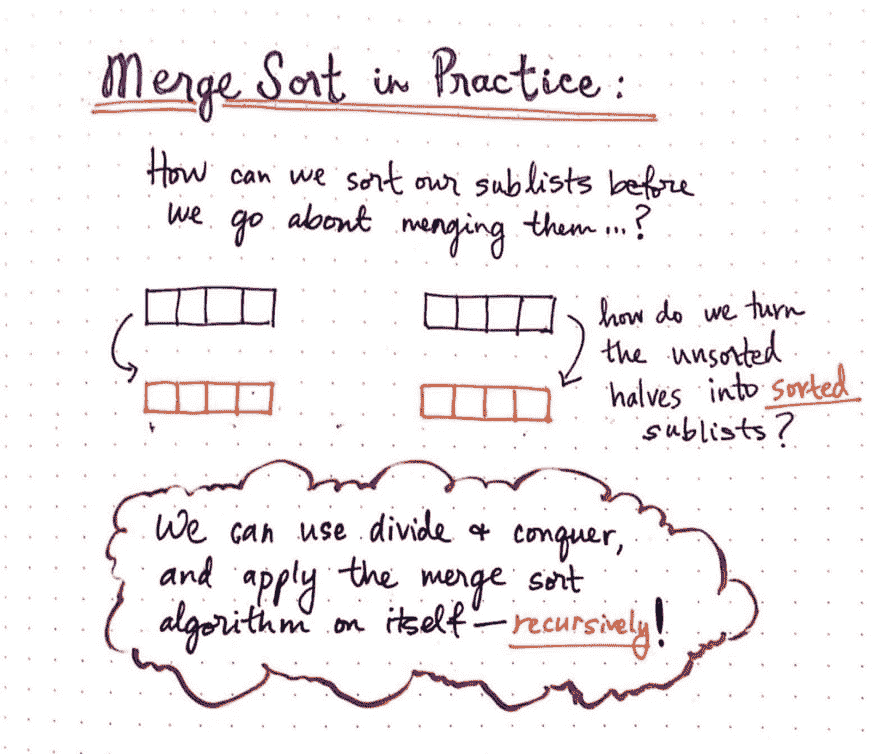 Merge Sort in Practice:
How can we sort our sublists before
we go about merging them...?
how do we turn
the unsorted
halves into sorted
sublists?
We can use divide & conquer,
and apply the merge sort
algorithm on itself — recursively!